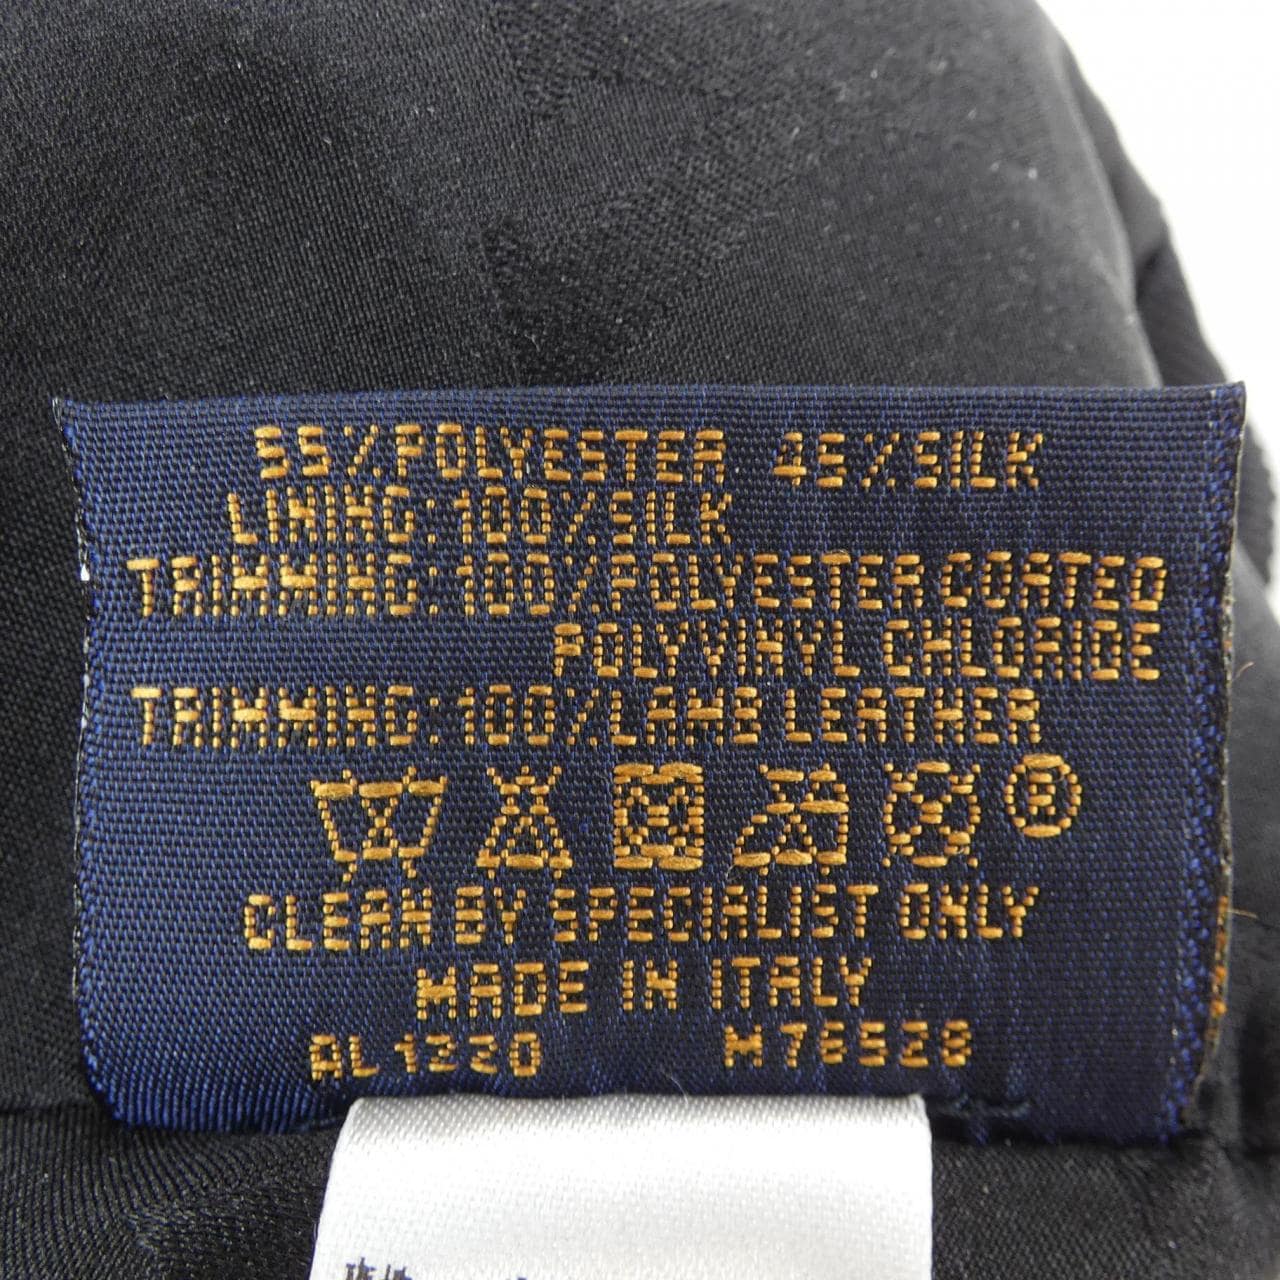 55% POLYESTER 45% SILK
LINING: 100% SILK
TRIMMING: 100% POLYESTER COATED
POLYVINYL CHLORIDE
TRIMMING: 100% LAMB LEATHER
®
CLEAN BY SPECIALIST ONLY
MADE IN ITALY
AL1220 M76528